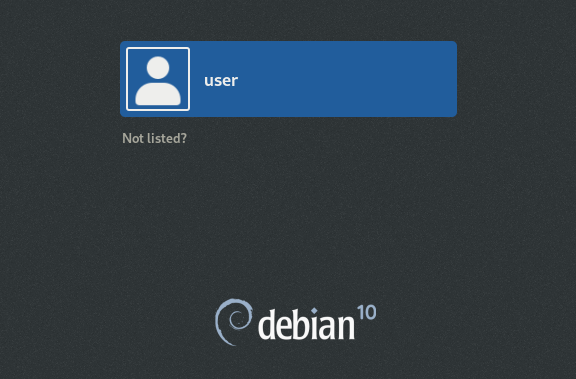 user
Not listed?
debian 10